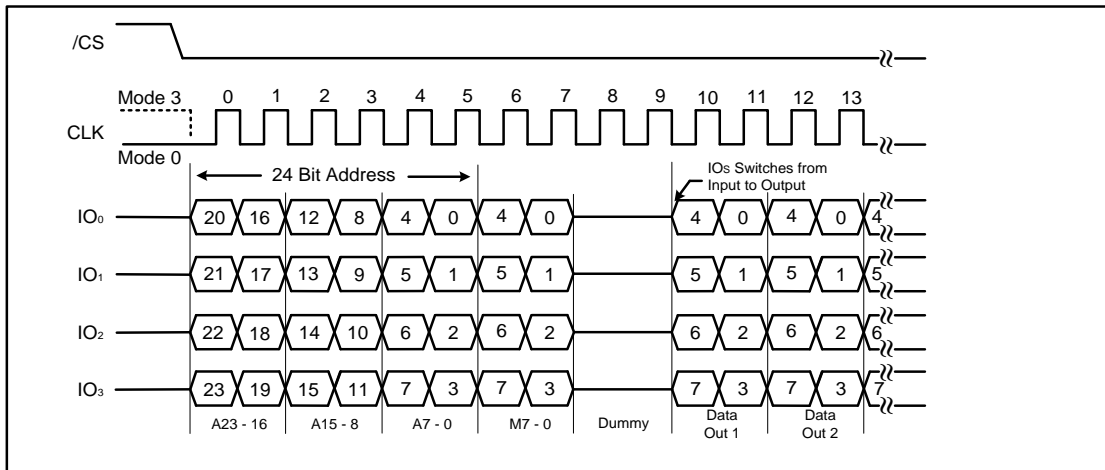 /CS
Mode 3 0 1 2 3 4 5 6 7 8 9 10 11 12 13
CLK
Mode 0
24 Bit Address
IOs Switches from
Input to Output
IO0 20 16 12 8 4 0 4 0 4 0 4 0 4
IO1 21 17 13 9 5 1 5 1 5 1 5 1 5
IO2 22 18 14 10 6 2 6 2 6 2 6 2 6
IO3 23 19 15 11 7 3 7 3 7 3 7 3 7
A23 - 16 A15 - 8 A7 - 0 M7 - 0 Dummy Data Out 1 Data Out 2